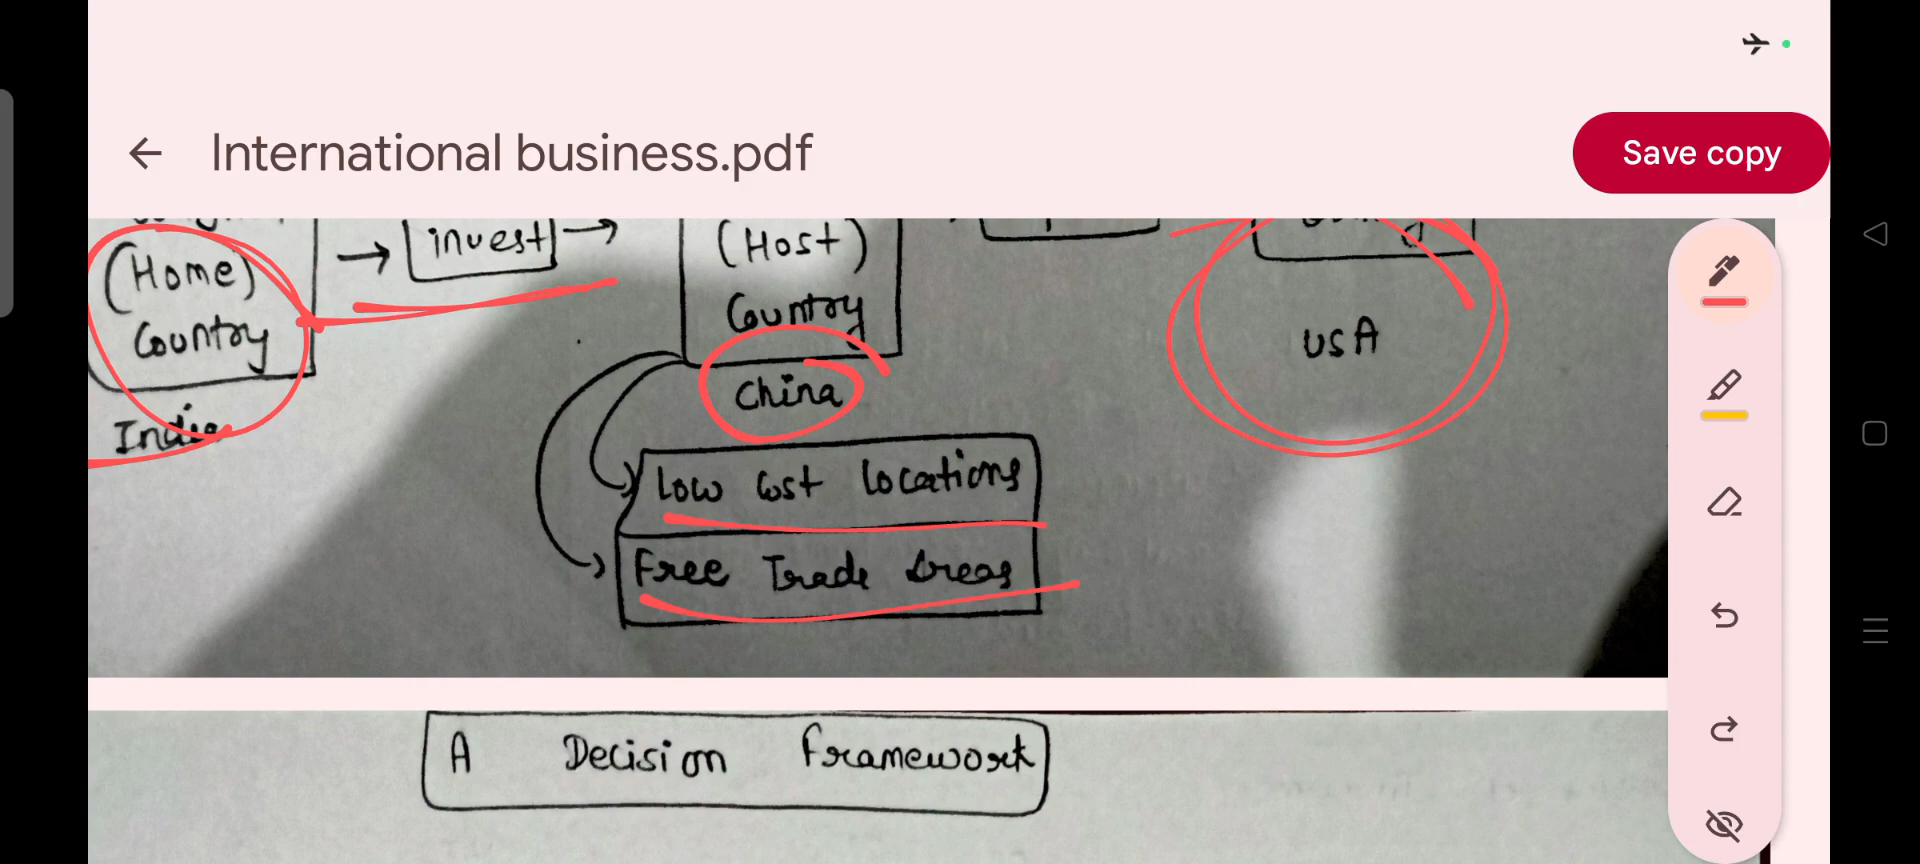 International business.pdf
Save copy
(Home)
Country
India
invest
(Host)
Country
China
USA
Low Cost Locations
Free Trade Areas
A Decision Framework